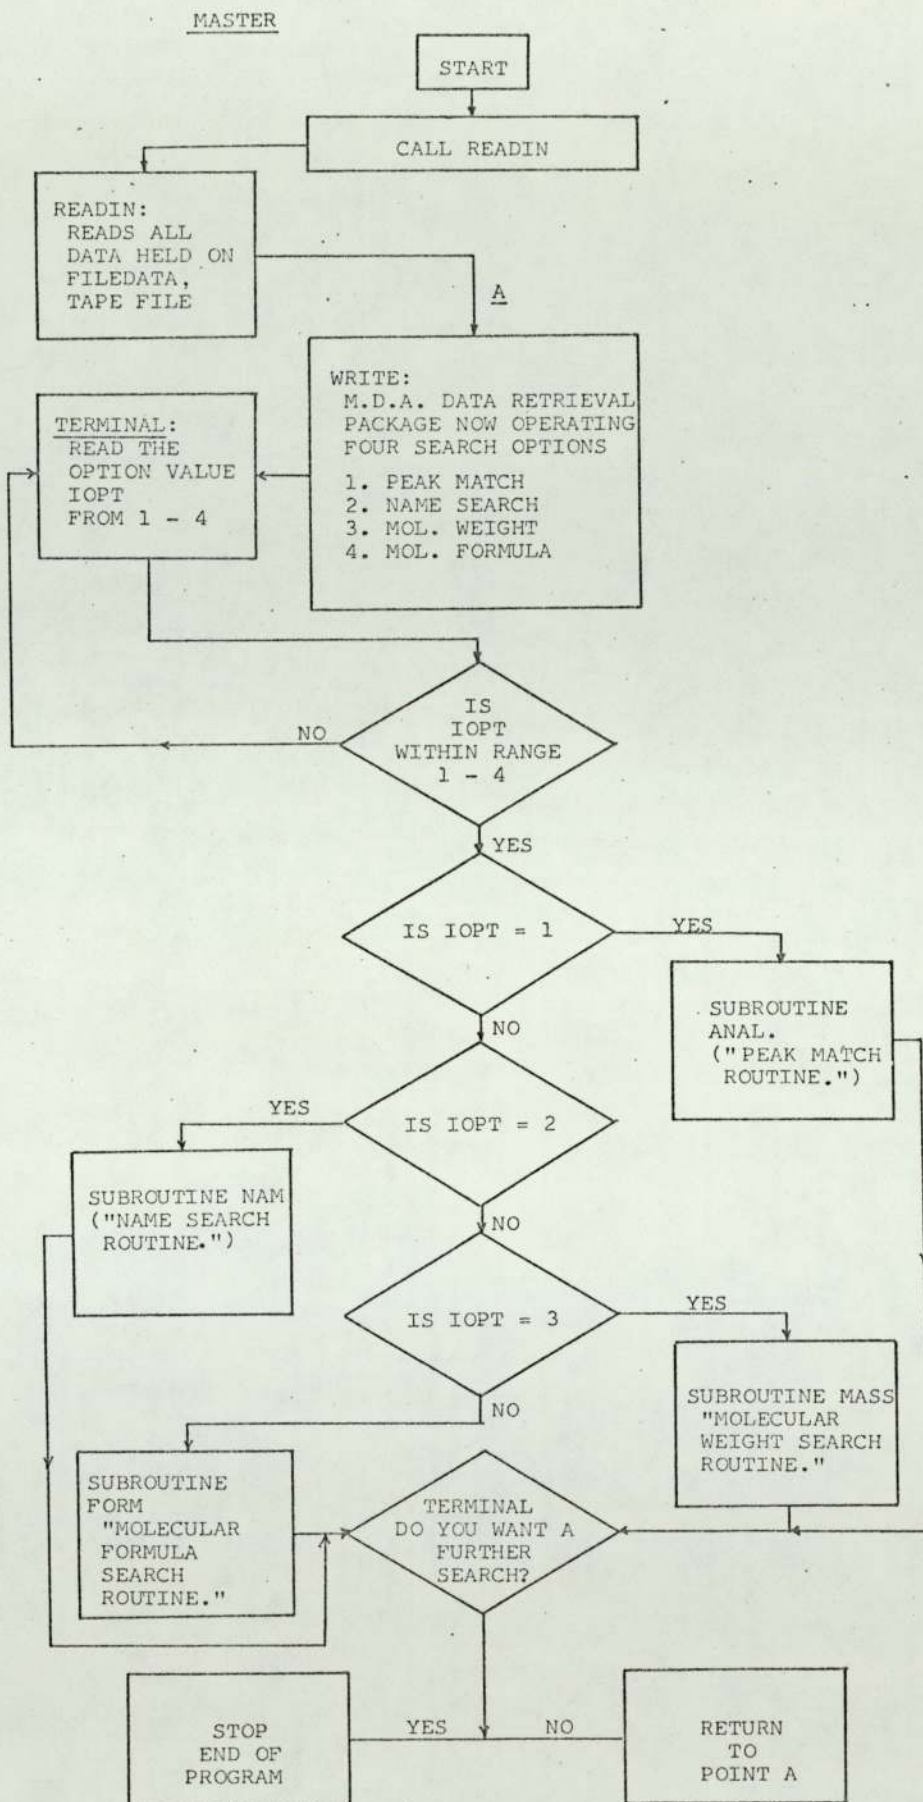 MASTER
START
CALL READIN
READIN:
READS ALL
DATA HELD ON
FILEDATA,
TAPE FILE
A
WRITE:
M.D.A. DATA RETRIEVAL
PACKAGE NOW OPERATING
FOUR SEARCH OPTIONS
1. PEAK MATCH
2. NAME SEARCH
3. MOL. WEIGHT
4. MOL. FORMULA
TERMINAL:
READ THE
OPTION VALUE
IOPT
FROM 1 - 4
IS
IOPT
WITHIN RANGE
1 - 4
NO
YES
IS IOPT = 1
YES
SUBROUTINE
ANAL.
("PEAK MATCH
ROUTINE.")
NO
IS IOPT = 2
YES
SUBROUTINE NAM
("NAME SEARCH
ROUTINE.")
NO
IS IOPT = 3
YES
SUBROUTINE MASS
"MOLECULAR
WEIGHT SEARCH
ROUTINE."
NO
SUBROUTINE
FORM
"MOLECULAR
FORMULA
SEARCH
ROUTINE."
TERMINAL
DO YOU WANT A
FURTHER
SEARCH?
YES
NO
STOP
END OF
PROGRAM
RETURN
TO
POINT A